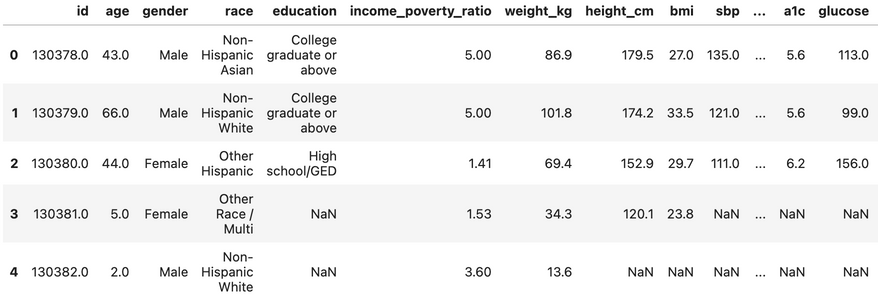 id age gender race education income_poverty_ratio weight_kg height_cm bmi sbp ... a1c glucose
0 130378.0 43.0 Male Non-Hispanic Asian College graduate or above 5.00 86.9 179.5 27.0 135.0 ... 5.6 113.0
1 130379.0 66.0 Male Non-Hispanic White College graduate or above 5.00 101.8 174.2 33.5 121.0 ... 5.6 99.0
2 130380.0 44.0 Female Other Hispanic High school/GED 1.41 69.4 152.9 29.7 111.0 ... 6.2 156.0
3 130381.0 5.0 Female Other Race / Multi NaN 1.53 34.3 120.1 23.8 NaN ... NaN NaN
4 130382.0 2.0 Male Non-Hispanic White NaN 3.60 13.6 NaN NaN NaN ... NaN NaN